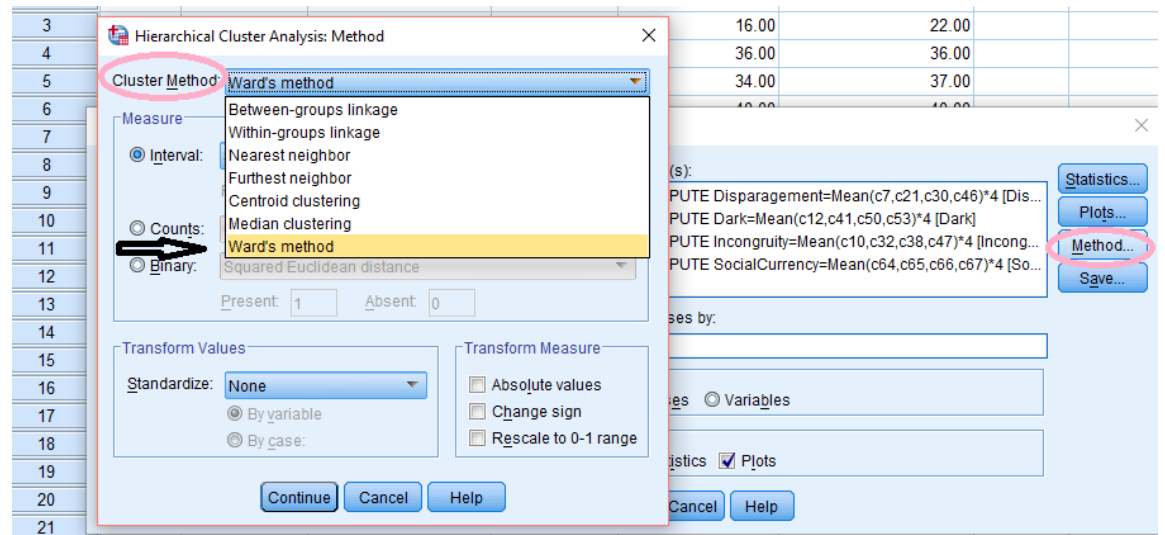 3 16.00 22.00
4 36.00 36.00
5 34.00 37.00
6
7
8
9
10
11
12
13
14
15
16
17
18
19
20
21
Hierarchical Cluster Analysis: Method
Cluster Method: Ward's method
Between-groups linkage
Within-groups linkage
Nearest neighbor
Furthest neighbor
Centroid clustering
Median clustering
Ward's method
Measure
Interval:
Counts:
Binary: Squared Euclidean distance
Present: 1 Absent: 0
Transform Values
Standardize: None
By variable
By case:
Transform Measure
Absolute values
Change sign
Rescale to 0-1 range
Continue Cancel Help
(s):
PUTE Disparagement=Mean(c7,c21,c30,c46)*4 [Dis...
PUTE Dark=Mean(c12,c41,c50,c53)*4 [Dark]
PUTE Incongruity=Mean(c10,c32,c38,c47)*4 [Incong...
PUTE SocialCurrency=Mean(c64,c65,c66,c67)*4 [So...
Statistics...
Plots...
Method...
Save...
ses by:
es Variables
istics Plots
Cancel Help